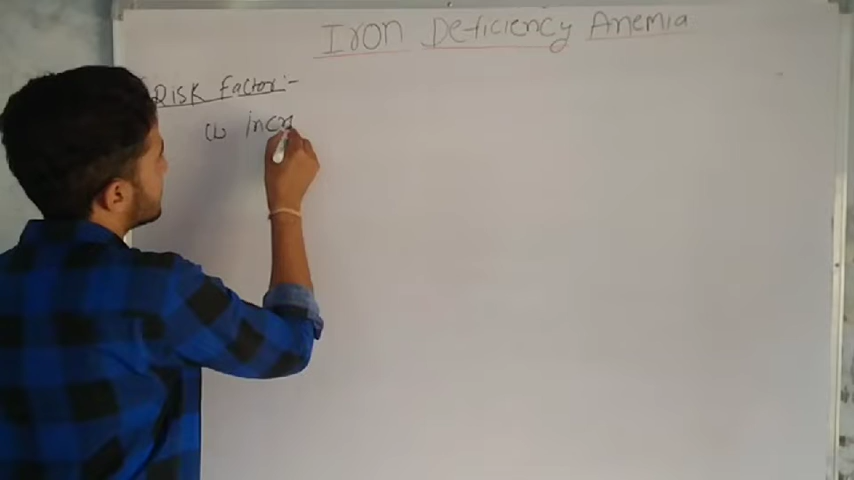 Iron Deficiency Anemia
Risk Factor:-
(1) incr